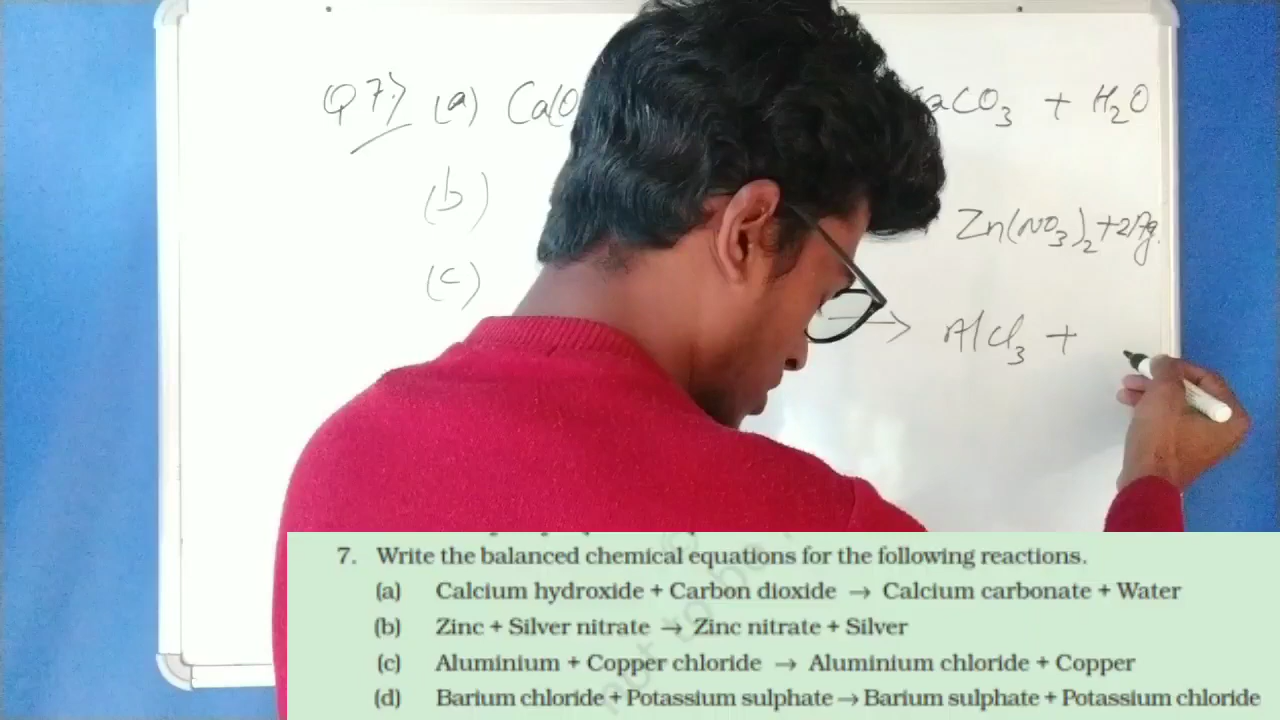 Q7) (a) Ca(O aCO3 + H2O
(b) Zn(NO3)2 + 2Ag.
(c) → AlCl3 +
7. Write the balanced chemical equations for the following reactions.
(a) Calcium hydroxide + Carbon dioxide → Calcium carbonate + Water
(b) Zinc + Silver nitrate → Zinc nitrate + Silver
(c) Aluminium + Copper chloride → Aluminium chloride + Copper
(d) Barium chloride + Potassium sulphate → Barium sulphate + Potassium chloride